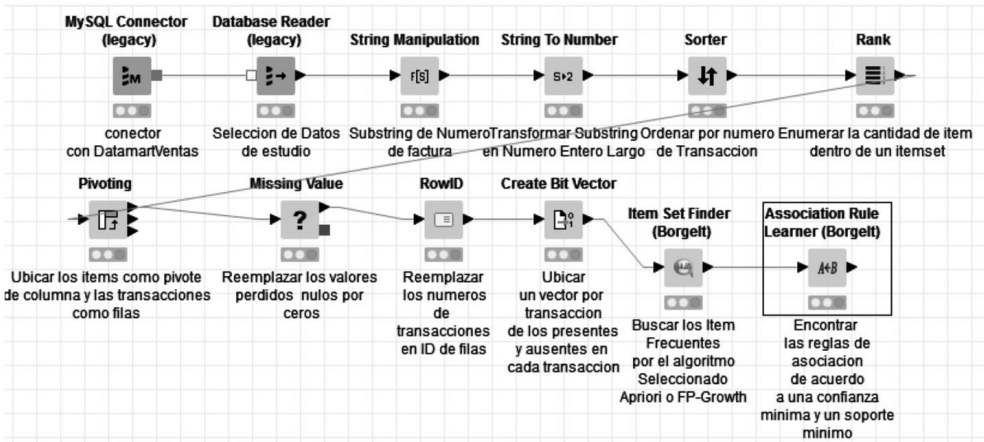 MySQL Connector
(legacy)
Database Reader
(legacy)
String Manipulation
String To Number
Sorter
Rank
M
f[S]
S▸2
conector
con DatamartVentas
Seleccion de Datos
de estudio
Substring de Numero
de factura
Transformar Substring
en Numero Entero Largo
Ordenar por numero
de Transaccion
Enumerar la cantidad de item
dentro de un itemset
Pivoting
Missing Value
RowID
Create Bit Vector
Item Set Finder
(Borgelt)
Association Rule
Learner (Borgelt)
?
0
1
A+B
Ubicar los items como pivote
de columna y las transacciones
como filas
Reemplazar los valores
perdidos nulos por
ceros
Reemplazar
los numeros
de
transacciones
en ID de filas
Ubicar
un vector por
transaccion
de los presentes
y ausentes en
cada transaccion
Buscar los Item
Frecuentes
por el algoritmo
Seleccionado
Apriori o FP-Growth
Encontrar
las reglas de
asociacion
de acuerdo
a una confianza
minima y un soporte
minimo